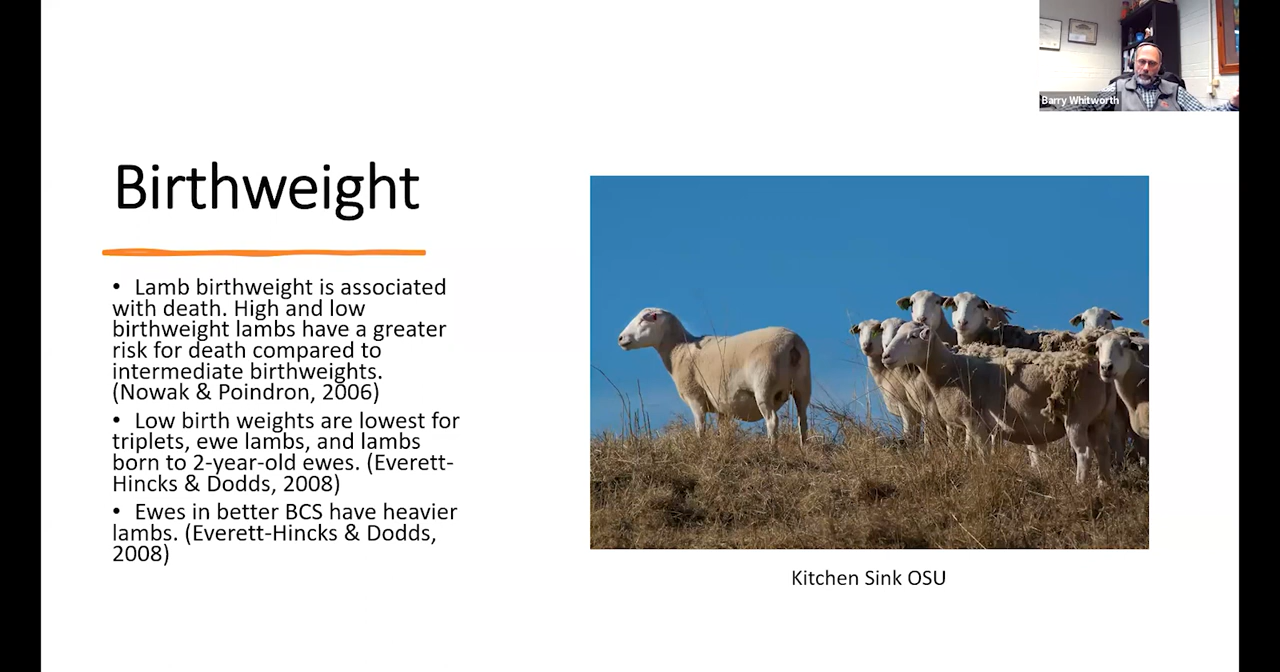 Barry Whitworth
Birthweight
• Lamb birthweight is associated
with death. High and low
birthweight lambs have a greater
risk for death compared to
intermediate birthweights.
(Nowak & Poindron, 2006)
• Low birth weights are lowest for
triplets, ewe lambs, and lambs
born to 2-year-old ewes. (Everett-
Hincks & Dodds, 2008)
• Ewes in better BCS have heavier
lambs. (Everett-Hincks & Dodds,
2008)
Kitchen Sink OSU